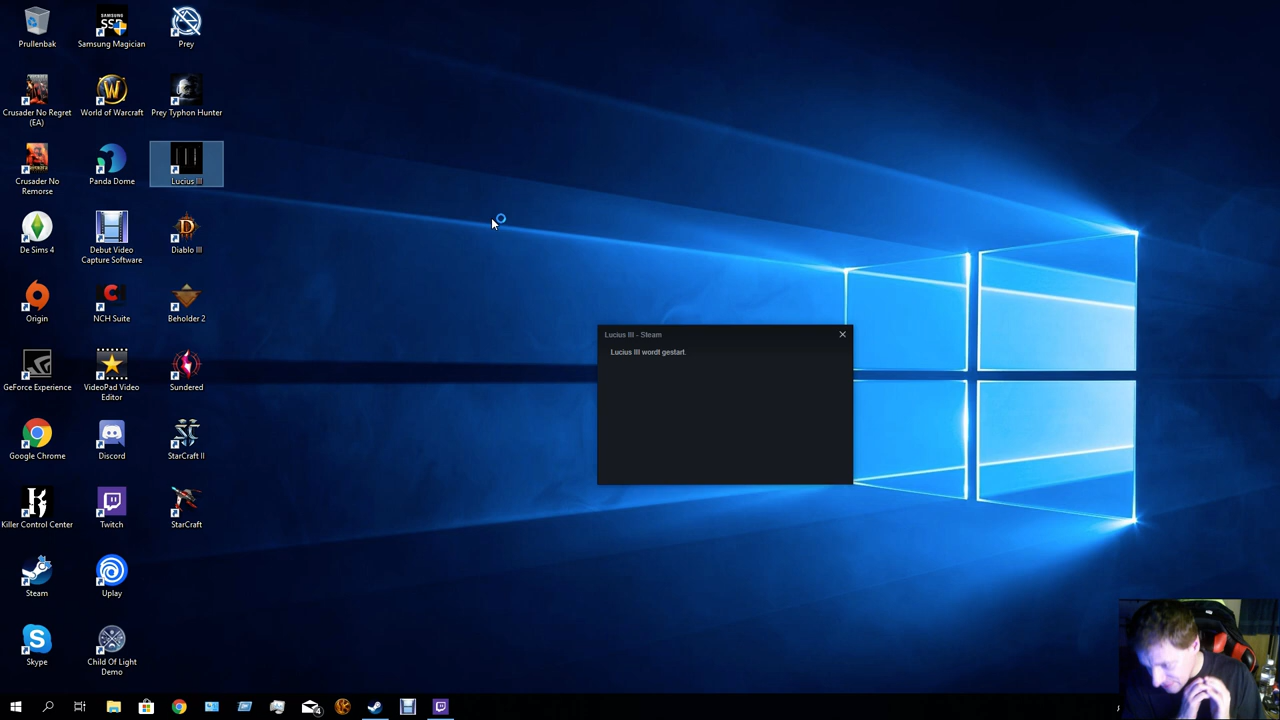 Prullenbak
Samsung Magician
Prey
Crusader No Regret
(EA)
World of Warcraft
Prey Typhon Hunter
Crusader No
Remorse
Panda Dome
Lucius III
De Sims 4
Debut Video
Capture Software
Diablo III
Origin
NCH Suite
Beholder 2
GeForce Experience
VideoPad Video
Editor
Sundered
Google Chrome
Discord
StarCraft II
Killer Control Center
Twitch
StarCraft
Steam
Uplay
Skype
Child Of Light
Demo
Lucius III - Steam
Lucius III wordt gestart.